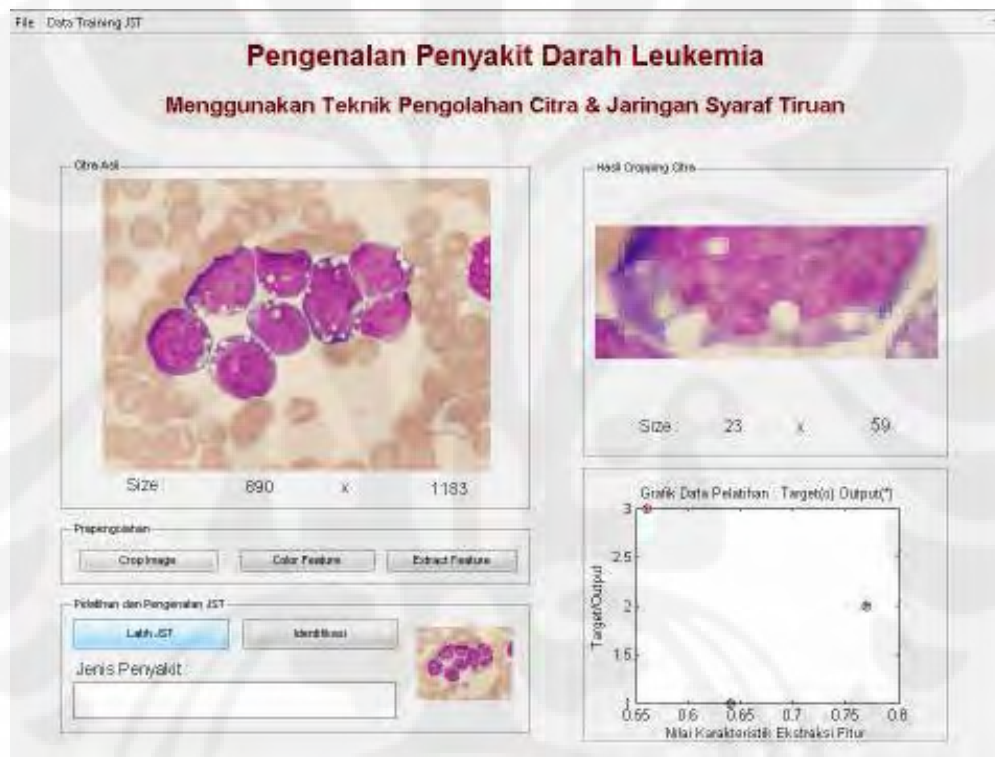 File Data Training JST
Pengenalan Penyakit Darah Leukemia
Menggunakan Teknik Pengolahan Citra & Jaringan Syaraf Tiruan
Citra Asli
Size 890 x 1183
Hasil Cropping Citra
Size 23 x 59
Prapengolahan
Crop Image Color Feature Extract Feature
Pelatihan dan Pengenalan JST
Latih JST Identifikasi
Jenis Penyakit
Grafik Data Pelatihan : Target(o) Output(*)
Target/Output
3
2.5
2
1.5
1
0.55 0.6 0.65 0.7 0.75 0.8
Nilai Karakteristik Ekstraksi Fitur